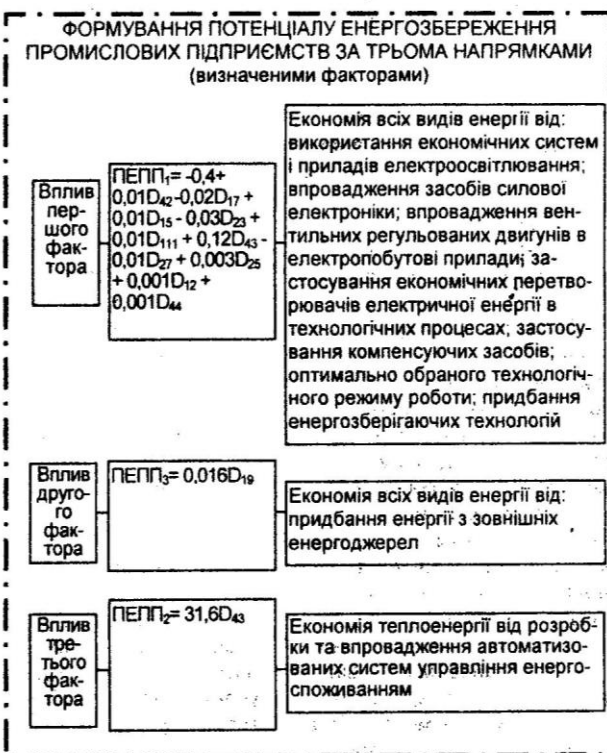 ФОРМУВАННЯ ПОТЕНЦІАЛУ ЕНЕРГОЗБЕРЕЖЕННЯ
ПРОМИСЛОВИХ ПІДПРИЄМСТВ ЗА ТРЬОМА НАПРЯМКАМИ
(визначеними факторами)
Вплив
пер-
шого
фак-
тора
ПЕПП₁= -0,4+
0,01D₄₂-0,02D₁₇ +
0,01D₁₅ - 0,03D₂₃ +
0,01D₁₁₁ + 0,12D₄₃ -
0,01D₂₇ + 0,003D₂₅
+ 0,001D₁₂ +
0,001D₄₄
Економія всіх видів енергії від:
використання економічних систем
і приладів електроосвітлювання;
впровадження засобів силової
електроніки; впровадження вен-
тильних регульованих двигунів в
електропобутові прилади; за-
стосування економічних перетво-
рювачів електричної енергії в
технологічних процесах; застосу-
вання компенсуючих засобів;
оптимально обраного технологіч-
ного режиму роботи; придбання
енергозберігаючих технологій
Вплив
друго-
го
фак-
тора
ПЕПП₃= 0,016D₁₉
Економія всіх видів енергії від:
придбання енергії з зовнішніх
енергоджерел
Вплив
тре-
тього
фак-
тора
ПЕПП₂= 31,6D₄₃
Економія теплоенергії від розроб-
ки та впровадження автоматизо-
ваних систем управління енерго-
споживанням